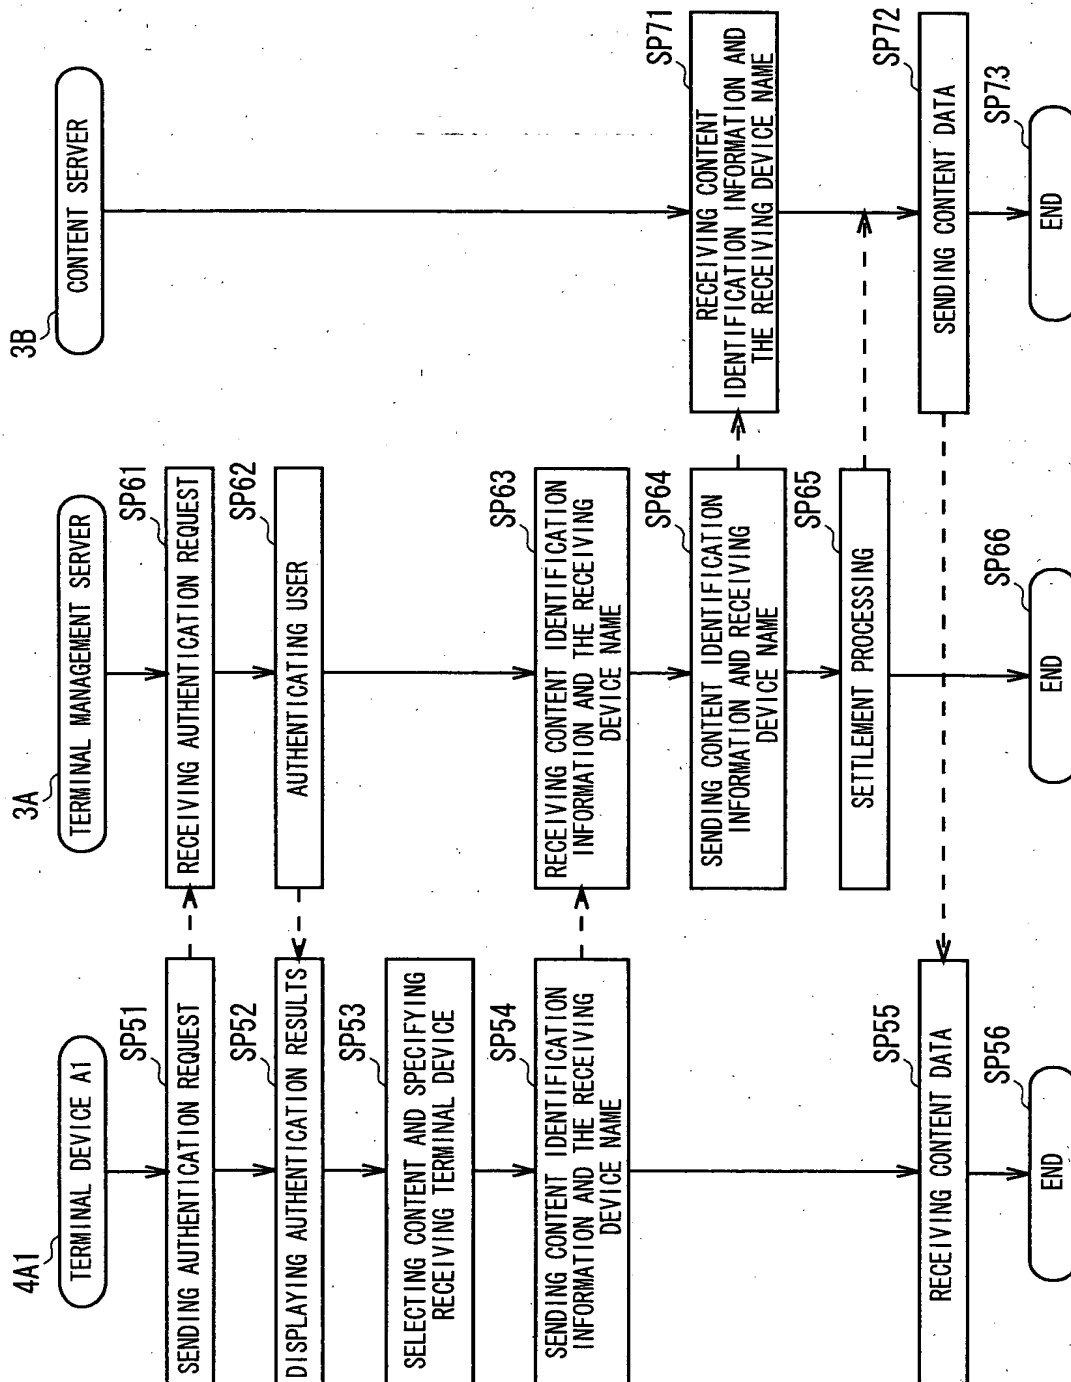 4A1
TERMINAL DEVICE A1
SP51
SENDING AUTHENTICATION REQUEST
SP52
DISPLAYING AUTHENTICATION RESULTS
SP53
SELECTING CONTENT AND SPECIFYING
RECEIVING TERMINAL DEVICE
SP54
SENDING CONTENT IDENTIFICATION
INFORMATION AND THE RECEIVING
DEVICE NAME
SP55
RECEIVING CONTENT DATA
SP56
END
3A
TERMINAL MANAGEMENT SERVER
SP61
RECEIVING AUTHENTICATION REQUEST
SP62
AUTHENTICATING USER
SP63
RECEIVING CONTENT IDENTIFICATION
INFORMATION AND THE RECEIVING
DEVICE NAME
SP64
SENDING CONTENT IDENTIFICATION
INFORMATION AND RECEIVING
DEVICE NAME
SP65
SETTLEMENT PROCESSING
SP66
END
3B
CONTENT SERVER
SP71
RECEIVING CONTENT
IDENTIFICATION INFORMATION AND
THE RECEIVING DEVICE NAME
SP72
SENDING CONTENT DATA
SP73
END